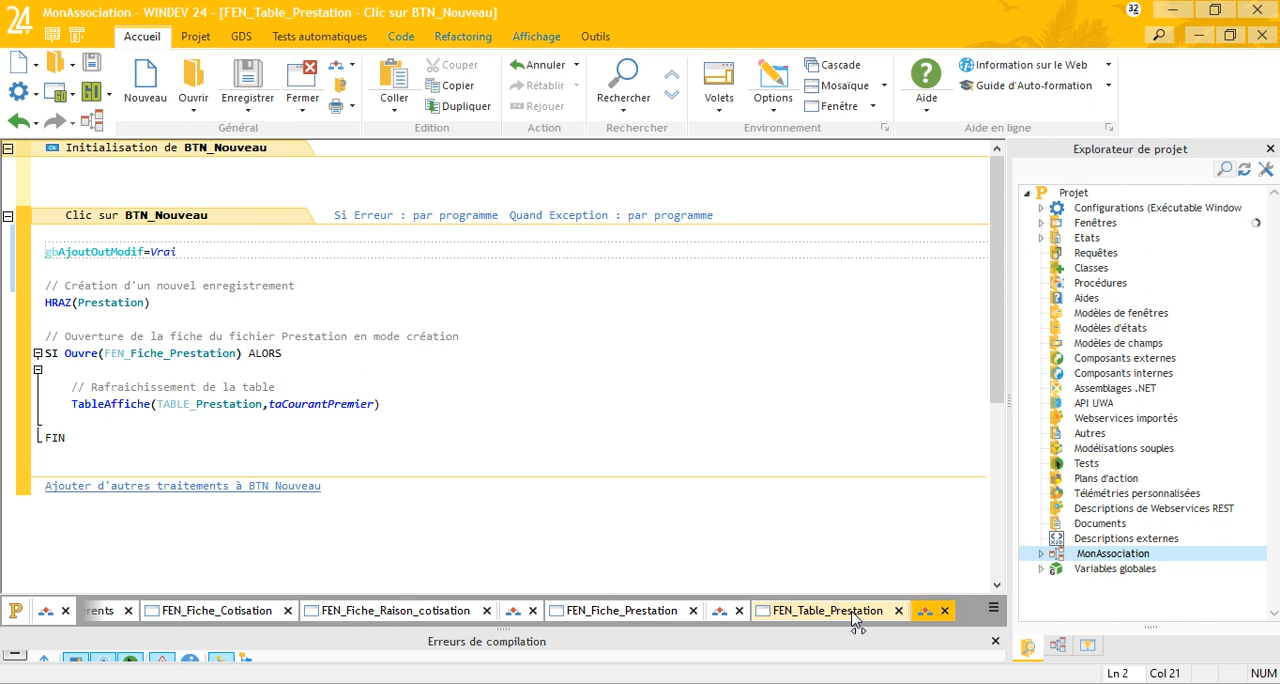 24 MonAssociation - WINDEV 24 - [FEN_Table_Prestation - Clic sur BTN_Nouveau] 32
Accueil Projet GDS Tests automatiques Code Refactoring Affichage Outils
Nouveau Ouvrir Enregistrer Fermer
Général
Coller Couper Copier Dupliquer
Edition
Annuler Rétablir Rejouer
Action
Rechercher
Rechercher
Volets Options Cascade Mosaïque Fenêtre
Environnement
Aide Information sur le Web Guide d'Auto-formation
Aide en ligne
GO
Initialisation de BTN_Nouveau
Clic sur BTN_Nouveau Si Erreur : par programme Quand Exception : par programme
gbAjoutOutModif=Vrai
// Création d'un nouvel enregistrement
HRAZ(Prestation)
// Ouverture de la fiche du fichier Prestation en mode création
SI Ouvre(FEN_Fiche_Prestation) ALORS
// Rafraichissement de la table
TableAffiche(TABLE_Prestation,taCourantPremier)
FIN
Ajouter d'autres traitements à BTN Nouveau
Explorateur de projet
Projet
Configurations (Exécutable Window
Fenêtres
Etats
Requêtes
Classes
Procédures
Aides
Modèles de fenêtres
Modèles d'états
Modèles de champs
Composants externes
Composants internes
Assemblages .NET
API UWA
Webservices importés
Autres
Modélisations souples
Tests
Plans d'action
Télémétries personnalisées
Descriptions de Webservices REST
Documents
Descriptions externes
MonAssociation
Variables globales
P rents FEN_Fiche_Cotisation FEN_Fiche_Raison_cotisation FEN_Fiche_Prestation FEN_Table_Prestation
Erreurs de compilation
Ln 2 Col 21 NUM